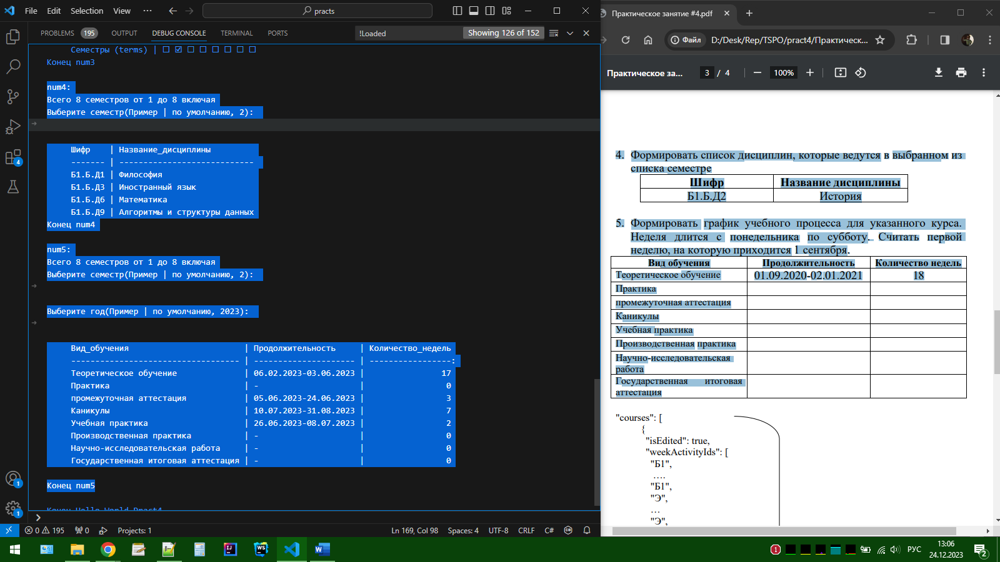 File Edit Selection View ··· practs
PROBLEMS 195 OUTPUT DEBUG CONSOLE TERMINAL PORTS !Loaded Showing 126 of 152
Семестры (terms) | ☐ ☑ ☐ ☐ ☐ ☐ ☐ ☐
Конец num3
num4:
Всего 8 семестров от 1 до 8 включая
Выберите семестр(Пример | по умолчанию, 2):
Шифр | Название_дисциплины
------- | ----------------------------
Б1.Б.Д1 | Философия
Б1.Б.Д3 | Иностранный язык
Б1.Б.Д6 | Математика
Б1.Б.Д9 | Алгоритмы и структуры данных
Конец num4
num5:
Всего 8 семестров от 1 до 8 включая
Выберите семестр(Пример | по умолчанию, 2):
Выберите год(Пример | по умолчанию, 2023):
Вид_обучения | Продолжительность | Количество_недель
----------------------------------- | --------------------- | -----------------:
Теоретическое обучение | 06.02.2023-03.06.2023 | 17
Практика | - | 0
промежуточная аттестация | 05.06.2023-24.06.2023 | 3
Каникулы | 10.07.2023-31.08.2023 | 7
Учебная практика | 26.06.2023-08.07.2023 | 2
Производственная практика | - | 0
Научно-исследовательская работа | - | 0
Государственная итоговая аттестация | - | 0
Конец num5
Конец Hello World Pract4
4
1
1
0 195 0 Projects: 1 Ln 169, Col 98 Spaces: 4 UTF-8 CRLF C#
Практическое занятие #4.pdf
Файл D:/Desk/Rep/TSPO/pract4/Практическ...
Практическое за... 3 / 4 100%
4. Формировать список дисциплин, которые ведутся в выбранном из
списка семестре
Шифр Название дисциплины
Б1.Б.Д2 История
5. Формировать график учебного процесса для указанного курса.
Неделя длится с понедельника по субботу. Считать первой
неделю, на которую приходится 1 сентября.
Вид обучения Продолжительность Количество недель
Теоретическое обучение 01.09.2020-02.01.2021 18
Практика
промежуточная аттестация
Каникулы
Учебная практика
Производственная практика
Научно-исследовательская
работа
Государственная итоговая
аттестация
"courses": [
{
"isEdited": true,
"weekActivityIds": [
"Б1",
….
"Б1",
"Э",
…
"Э",
IJ WS W 1 РУС 13:06
24.12.2023
2